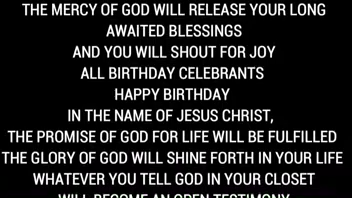 THE MERCY OF GOD WILL RELEASE YOUR LONG
AWAITED BLESSINGS
AND YOU WILL SHOUT FOR JOY
ALL BIRTHDAY CELEBRANTS
HAPPY BIRTHDAY
IN THE NAME OF JESUS CHRIST,
THE PROMISE OF GOD FOR LIFE WILL BE FULFILLED
THE GLORY OF GOD WILL SHINE FORTH IN YOUR LIFE
WHATEVER YOU TELL GOD IN YOUR CLOSET
WILL BECOME AN OPEN TESTIMONY